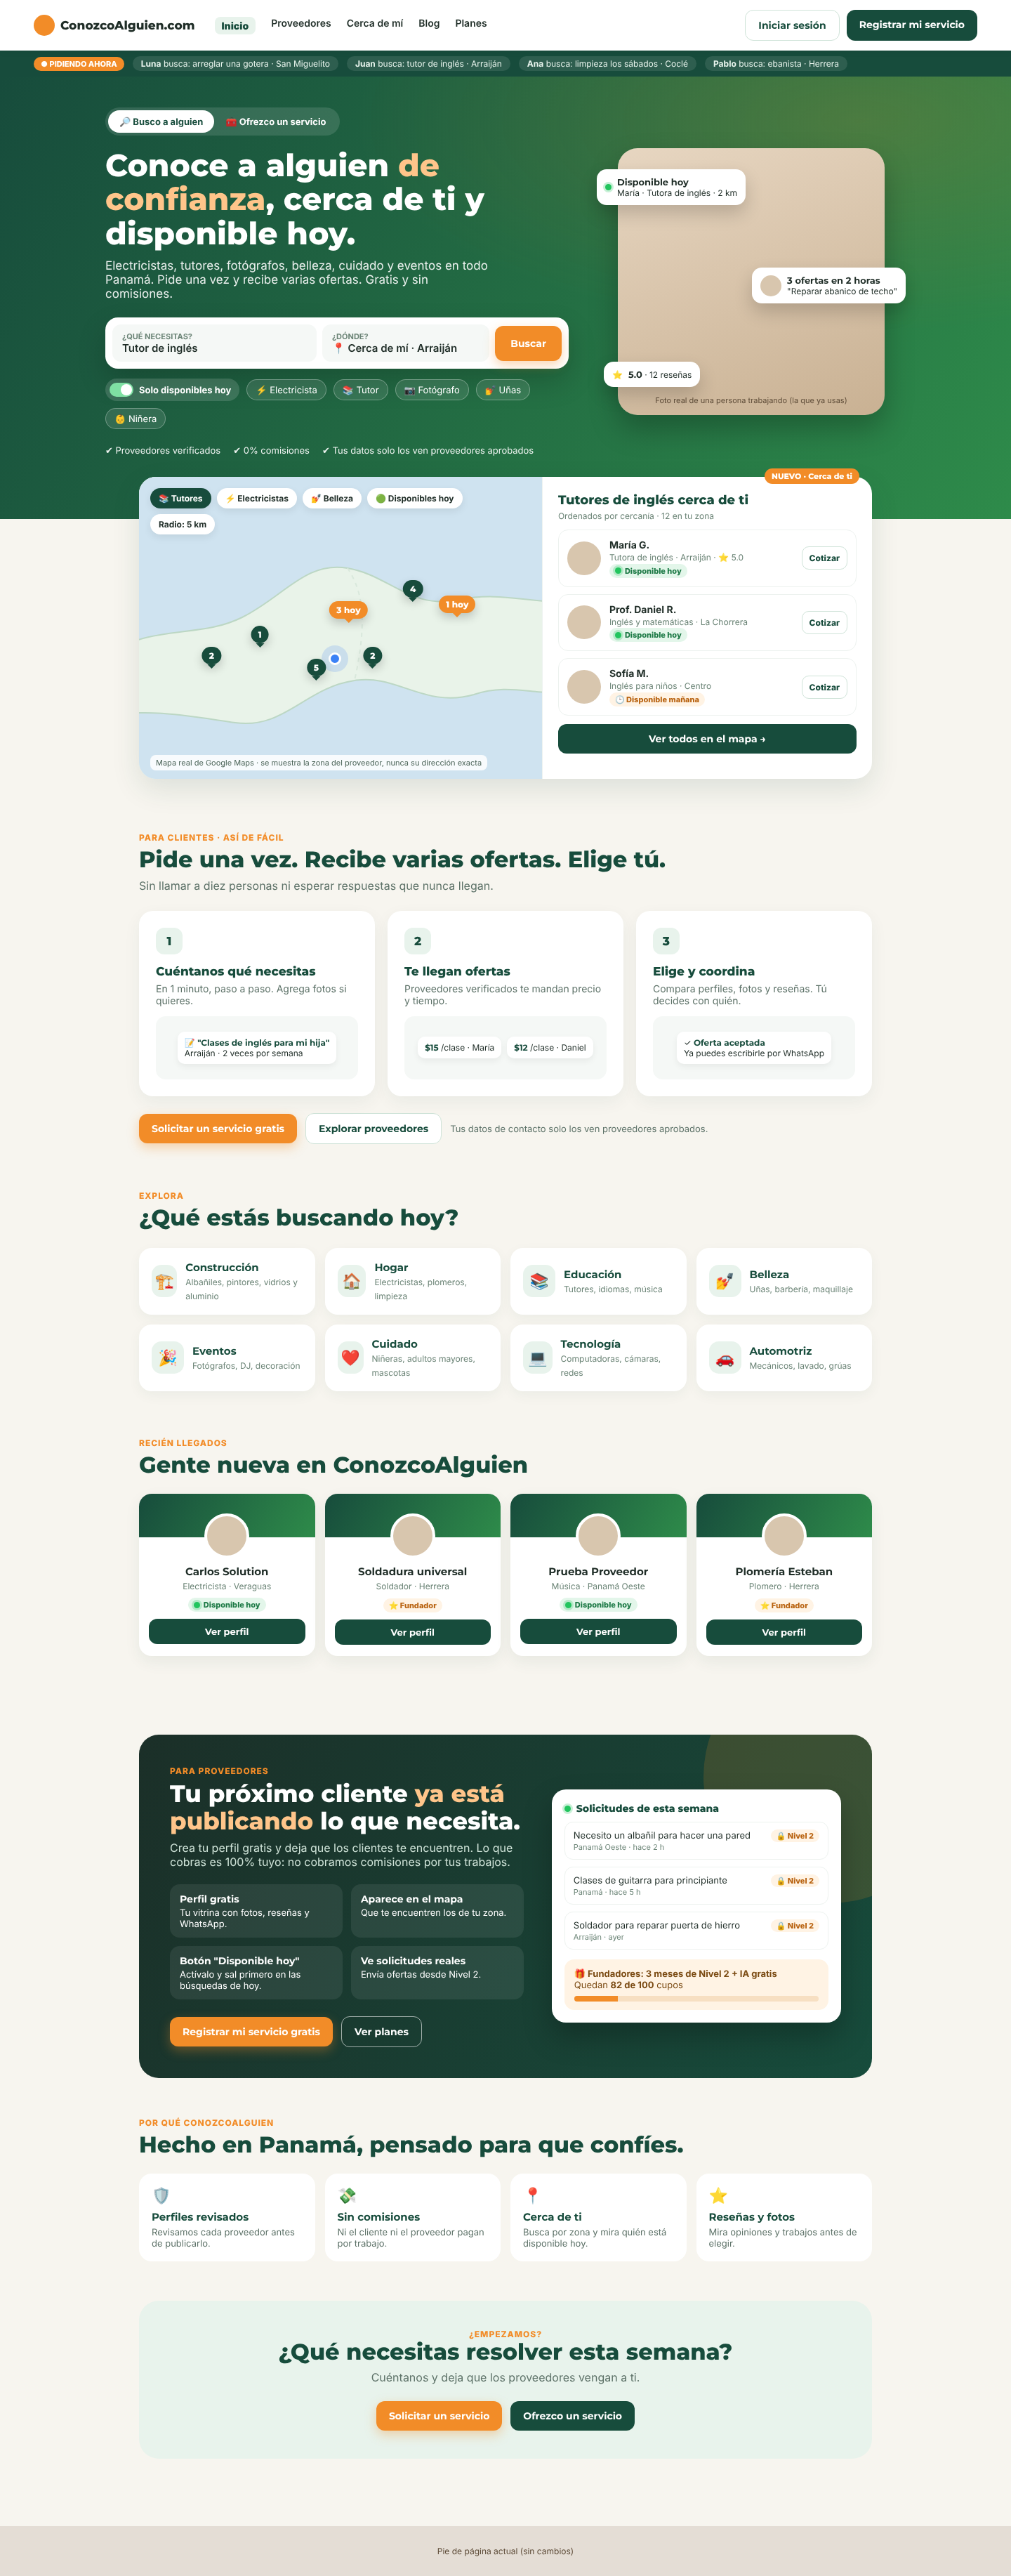 ConocozcoAlguien.com
Inicio
Proveedores
Cerca de mí
Blog
Planes
Iniciar sesión
Registrar mi servicio
PIDIENDO AHORA
Luna busca: arreglar una gotera · San Miguelito
Juan busca: tutor de inglés · Arraiján
Ana busca: limpieza los sábados · Coclé
Pablo busca: ebanista · Herrera
🔎 Busco a alguien
🧰 Ofrezco un servicio
Conoce a alguien de
confianza, cerca de ti y
disponible hoy.
Electricistas, tutores, fotógrafos, belleza, cuidado y eventos en todo
Panamá. Pide una vez y recibe varias ofertas. Gratis y sin
comisiones.
¿QUÉ NECESITAS?
Tutor de inglés
¿DÓNDE?
📍 Cerca de mí · Arraiján
Buscar
Solo disponibles hoy
⚡ Electricista
📚 Tutor
📷 Fotógrafo
💅 Uñas
👶 Niñera
✔ Proveedores verificados
✔ 0% comisiones
✔ Tus datos solo los ven proveedores aprobados
Disponible hoy
María · Tutora de inglés · 2 km
3 ofertas en 2 horas
"Reparar abanico de techo"
⭐ 5.0 · 12 reseñas
Foto real de una persona trabajando (la que ya usas)
📚 Tutores
⚡ Electricistas
💅 Belleza
🟢 Disponibles hoy
Radio: 5 km
4
3 hoy
1 hoy
1
2
5
2
Mapa real de Google Maps · se muestra la zona del proveedor, nunca su dirección exacta
NUEVO · Cerca de ti
Tutores de inglés cerca de ti
Ordenados por cercanía · 12 en tu zona
María G.
Tutora de inglés · Arraiján · ⭐ 5.0
Disponible hoy
Cotizar
Prof. Daniel R.
Inglés y matemáticas · La Chorrera
Disponible hoy
Cotizar
Sofía M.
Inglés para niños · Centro
🕒 Disponible mañana
Cotizar
Ver todos en el mapa →
PARA CLIENTES · ASÍ DE FÁCIL
Pide una vez. Recibe varias ofertas. Elige tú.
Sin llamar a diez personas ni esperar respuestas que nunca llegan.
1
Cuéntanos qué necesitas
En 1 minuto, paso a paso. Agrega fotos si
quieres.
📝 "Clases de inglés para mi hija"
Arraiján · 2 veces por semana
2
Te llegan ofertas
Proveedores verificados te mandan precio
y tiempo.
$15 /clase · María
$12 /clase · Daniel
3
Elige y coordina
Compara perfiles, fotos y reseñas. Tú
decides con quién.
✓ Oferta aceptada
Ya puedes escribirle por WhatsApp
Solicitar un servicio gratis
Explorar proveedores
Tus datos de contacto solo los ven proveedores aprobados.
EXPLORA
¿Qué estás buscando hoy?
Construcción
Albañiles, pintores, vidrios y
aluminio
Hogar
Electricistas, plomeros,
limpieza
Educación
Tutores, idiomas, música
Belleza
Uñas, barbería, maquillaje
Eventos
Fotógrafos, DJ, decoración
Cuidado
Niñeras, adultos mayores,
mascotas
Tecnología
Computadoras, cámaras,
redes
Automotriz
Mecánicos, lavado, grúas
RECIÉN LLEGADOS
Gente nueva en ConozcoAlguien
Carlos Solution
Electricista · Veraguas
Disponible hoy
Ver perfil
Soldadura universal
Soldador · Herrera
⭐ Fundador
Ver perfil
Prueba Proveedor
Música · Panamá Oeste
Disponible hoy
Ver perfil
Plomería Esteban
Plomero · Herrera
⭐ Fundador
Ver perfil
PARA PROVEEDORES
Tu próximo cliente ya está
publicando lo que necesita.
Crea tu perfil gratis y deja que los clientes te encuentren. Lo que
cobras es 100% tuyo: no cobramos comisiones por tus trabajos.
Perfil gratis
Tu vitrina con fotos, reseñas y
WhatsApp.
Aparece en el mapa
Que te encuentren los de tu zona.
Botón "Disponible hoy"
Actívalo y sal primero en las
búsquedas de hoy.
Ve solicitudes reales
Envía ofertas desde Nivel 2.
Registrar mi servicio gratis
Ver planes
Solicitudes de esta semana
Necesito un albañil para hacer una pared
Panamá Oeste · hace 2 h
🔒 Nivel 2
Clases de guitarra para principiante
Panamá · hace 5 h
🔒 Nivel 2
Soldador para reparar puerta de hierro
Arraiján · ayer
🔒 Nivel 2
🎁 Fundadores: 3 meses de Nivel 2 + IA gratis
Quedan 82 de 100 cupos
POR QUÉ CONOZCOALGUIEN
Hecho en Panamá, pensado para que confíes.
Perfiles revisados
Revisamos cada proveedor antes
de publicarlo.
Sin comisiones
Ni el cliente ni el proveedor pagan
por trabajo.
Cerca de ti
Busca por zona y mira quién está
disponible hoy.
Reseñas y fotos
Mira opiniones y trabajos antes de
elegir.
¿EMPEZAMOS?
¿Qué necesitas resolver esta semana?
Cuéntanos y deja que los proveedores vengan a ti.
Solicitar un servicio
Ofrezco un servicio
Pie de página actual (sin cambios)